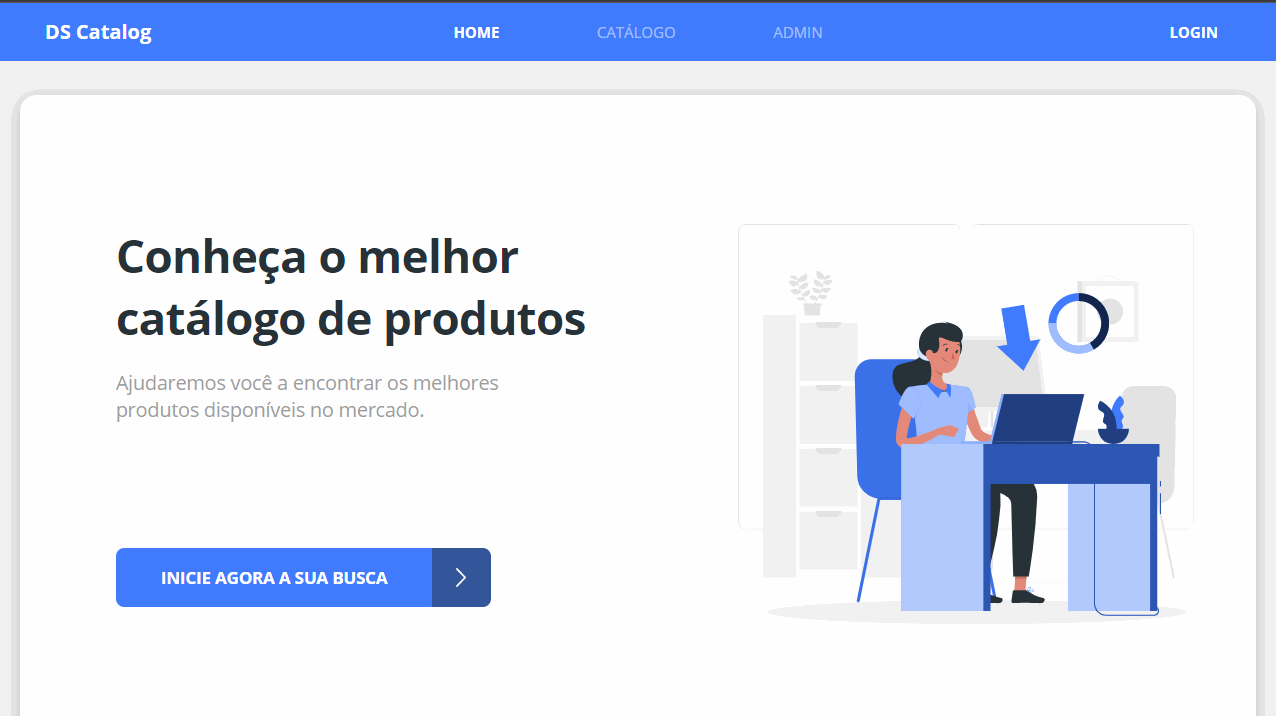 DS Catalog
HOME
CATÁLOGO
ADMIN
LOGIN
Conheça o melhor
catálogo de produtos
Ajudaremos você a encontrar os melhores
produtos disponíveis no mercado.
INICIE AGORA A SUA BUSCA